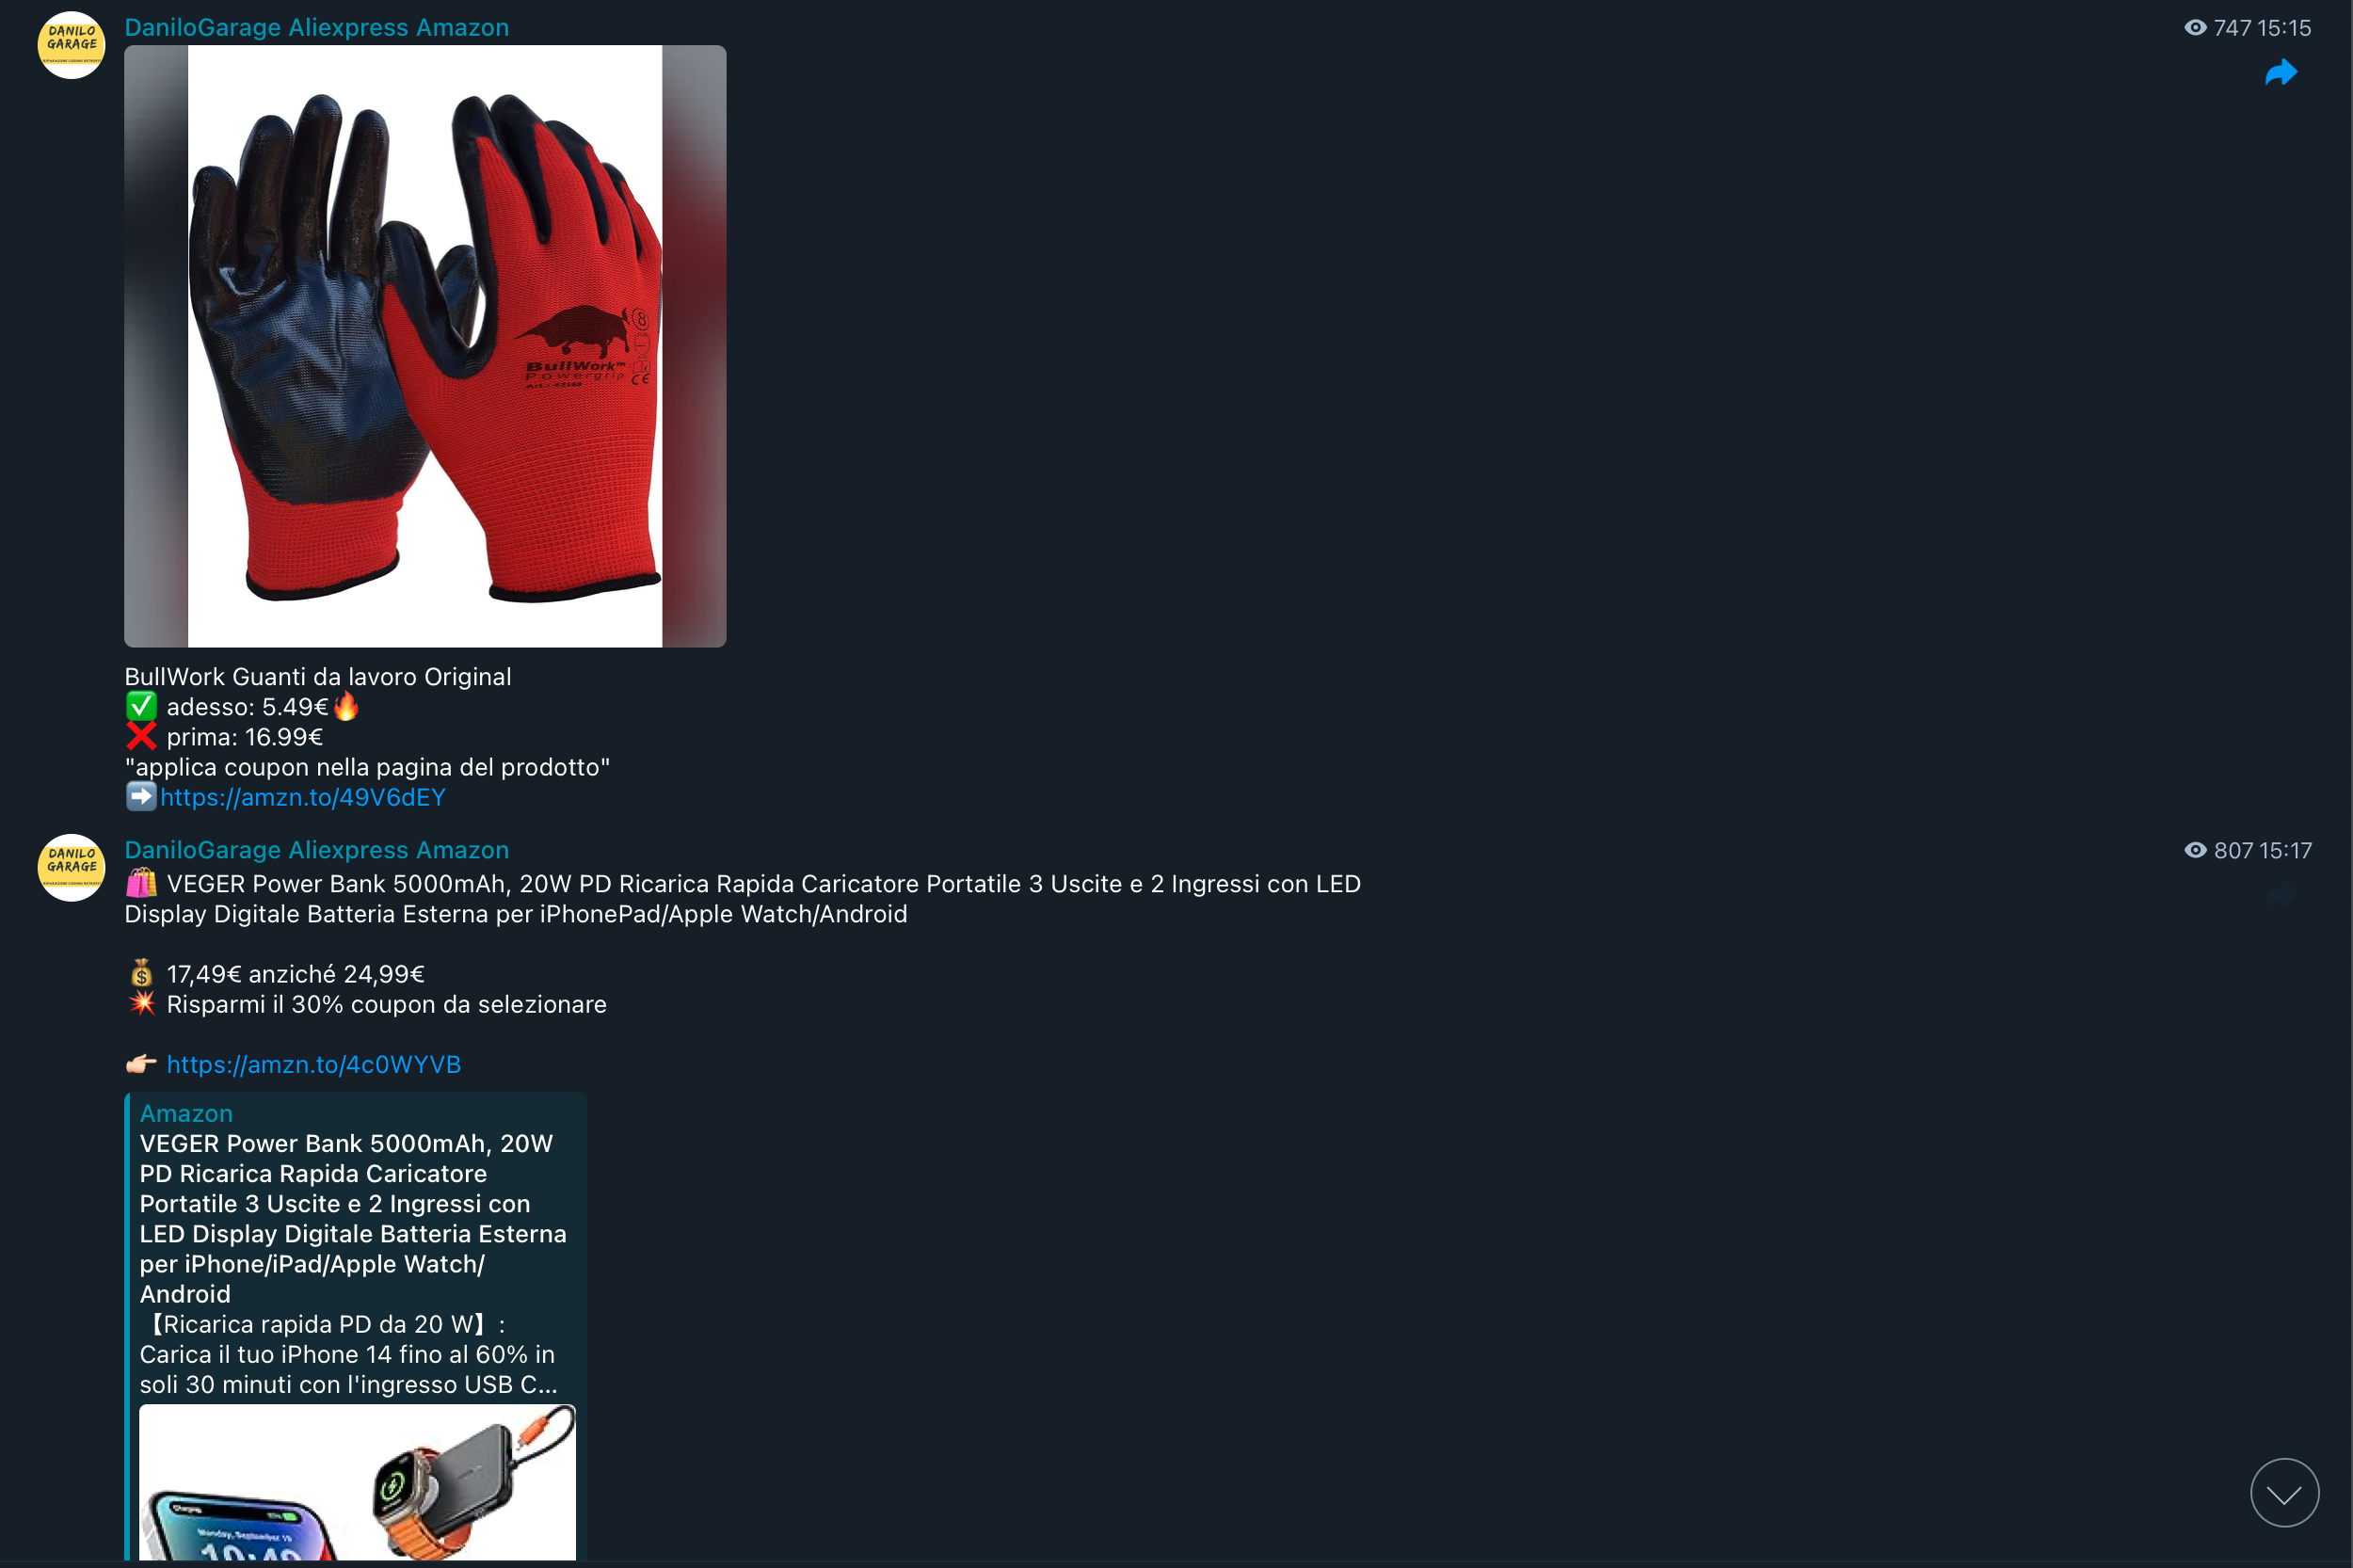 DANILO
GARAGE
DaniloGarage Aliexpress Amazon
747 15:15
8
BullWork™
Powergrip
CE
BullWork Guanti da lavoro Original
✅ adesso: 5.49€🔥
❌ prima: 16.99€
"applica coupon nella pagina del prodotto"
➡️https://amzn.to/49V6dEY
DANILO
GARAGE
DaniloGarage Aliexpress Amazon
807 15:17
🛍 VEGER Power Bank 5000mAh, 20W PD Ricarica Rapida Caricatore Portatile 3 Uscite e 2 Ingressi con LED
Display Digitale Batteria Esterna per iPhonePad/Apple Watch/Android
💰 17,49€ anziché 24,99€
💥 Risparmi il 30% coupon da selezionare
👉🏻 https://amzn.to/4c0WYVB
Amazon
VEGER Power Bank 5000mAh, 20W
PD Ricarica Rapida Caricatore
Portatile 3 Uscite e 2 Ingressi con
LED Display Digitale Batteria Esterna
per iPhone/iPad/Apple Watch/
Android
【Ricarica rapida PD da 20 W】:
Carica il tuo iPhone 14 fino al 60% in
soli 30 minuti con l'ingresso USB C...
Monday, September 19